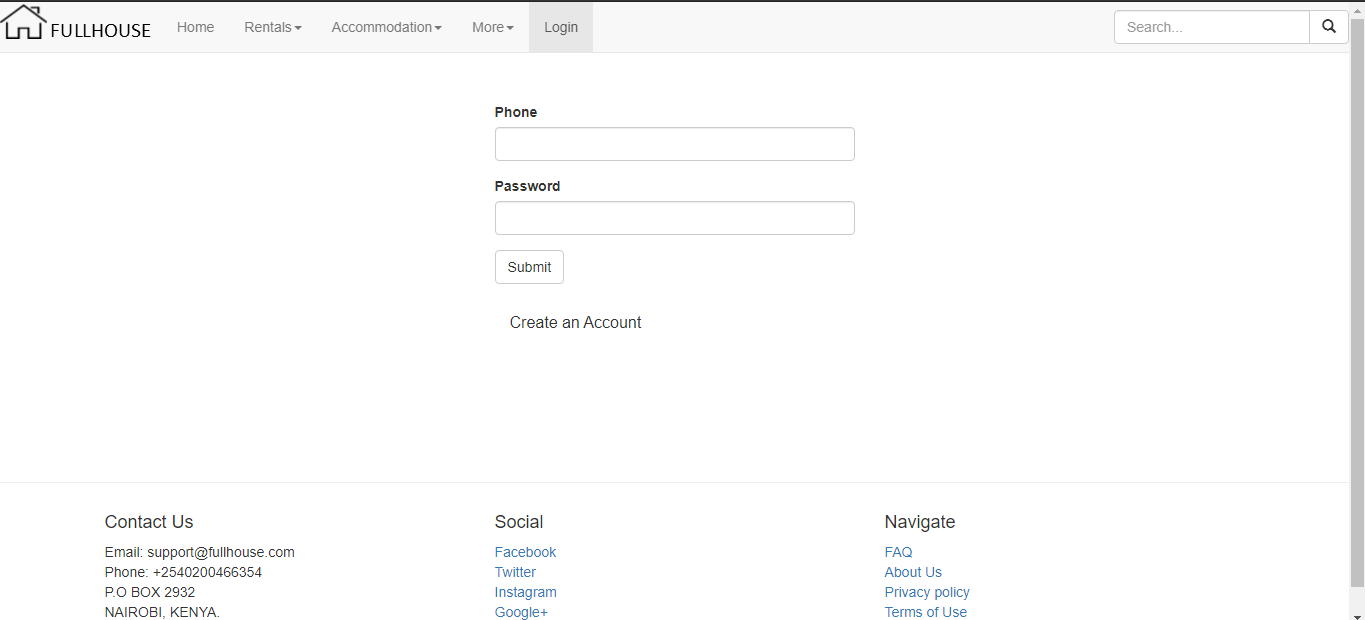 FULLHOUSE Home Rentals Accommodation More Login Search...
Phone
Password
Submit
Create an Account
Contact Us
Email: support@fullhouse.com
Phone: +2540200466354
P.O BOX 2932
NAIROBI, KENYA.
Social
Facebook
Twitter
Instagram
Google+
Navigate
FAQ
About Us
Privacy policy
Terms of Use